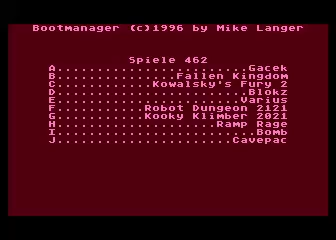 Bootmanager (c)1996 by Mike Langer
Spiele 462
A........................Gacek
B...............Fallen Kingdom
C............Kowalsky's Fury 2
D........................Blokz
E.......................Varius
F...........Robot Dungeon 2121
G...........Kooky Klimber 2021
H....................Ramp Rage
I.........................Bomb
J......................Cavepac